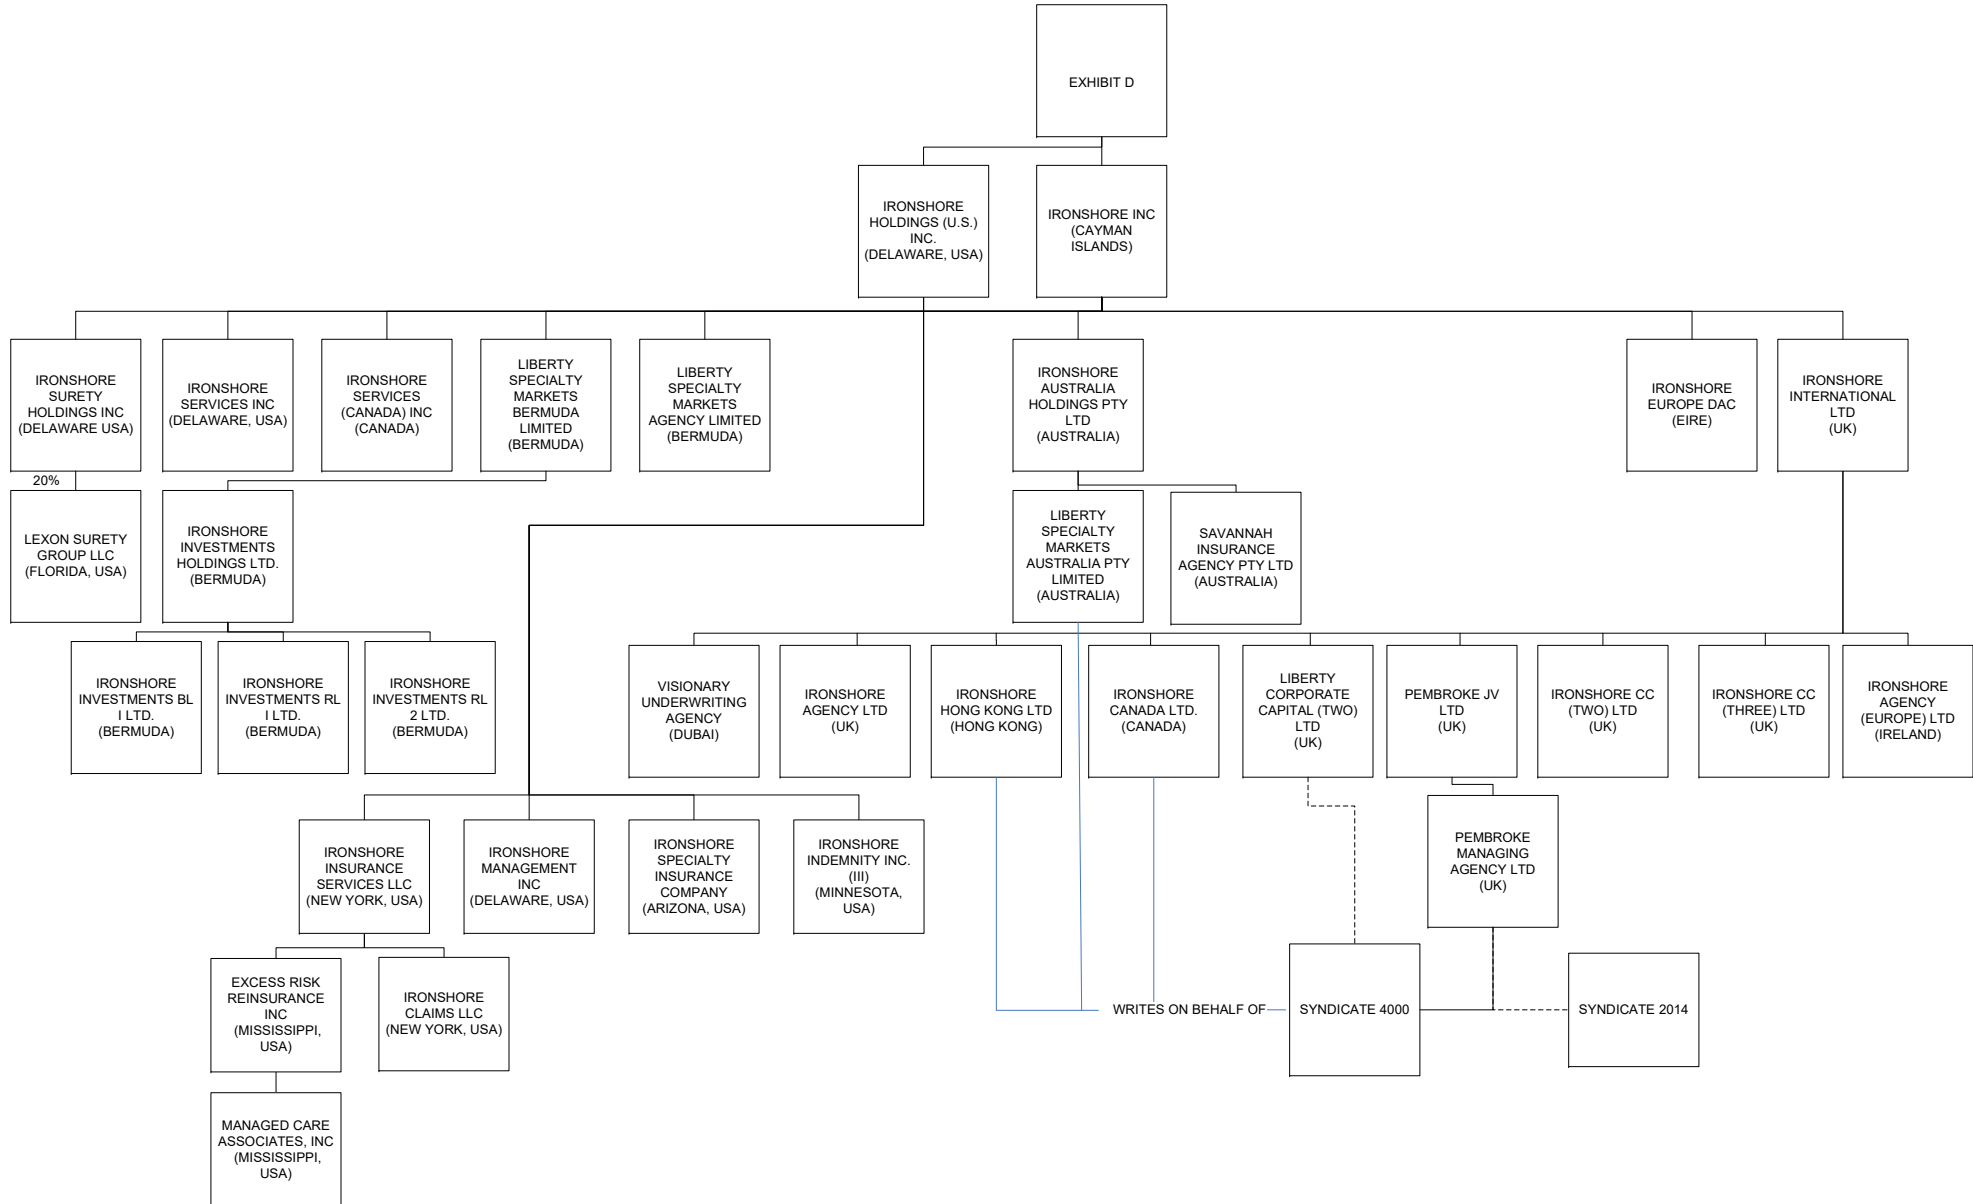 EXHIBIT D
IRONSHORE
HOLDINGS (U.S.)
INC.
(DELAWARE, USA)
IRONSHORE INC
(CAYMAN
ISLANDS)
IRONSHORE
SURETY
HOLDINGS INC
(DELAWARE USA)
IRONSHORE
SERVICES INC
(DELAWARE, USA)
IRONSHORE
SERVICES
(CANADA) INC
(CANADA)
LIBERTY
SPECIALTY
MARKETS
BERMUDA
LIMITED
(BERMUDA)
LIBERTY
SPECIALTY
MARKETS
AGENCY LIMITED
(BERMUDA)
IRONSHORE
AUSTRALIA
HOLDINGS PTY
LTD
(AUSTRALIA)
IRONSHORE
EUROPE DAC
(EIRE)
IRONSHORE
INTERNATIONAL
LTD
(UK)
20%
LEXON SURETY
GROUP LLC
(FLORIDA, USA)
IRONSHORE
INVESTMENTS
HOLDINGS LTD.
(BERMUDA)
LIBERTY
SPECIALTY
MARKETS
AUSTRALIA PTY
LIMITED
(AUSTRALIA)
SAVANNAH
INSURANCE
AGENCY PTY LTD
(AUSTRALIA)
IRONSHORE
INVESTMENTS BL
I LTD.
(BERMUDA)
IRONSHORE
INVESTMENTS RL
I LTD.
(BERMUDA)
IRONSHORE
INVESTMENTS RL
2 LTD.
(BERMUDA)
VISIONARY
UNDERWRITING
AGENCY
(DUBAI)
IRONSHORE
AGENCY LTD
(UK)
IRONSHORE
HONG KONG LTD
(HONG KONG)
IRONSHORE
CANADA LTD.
(CANADA)
LIBERTY
CORPORATE
CAPITAL (TWO)
LTD
(UK)
PEMBROKE JV
LTD
(UK)
IRONSHORE CC
(TWO) LTD
(UK)
IRONSHORE CC
(THREE) LTD
(UK)
IRONSHORE
AGENCY
(EUROPE) LTD
(IRELAND)
IRONSHORE
INSURANCE
SERVICES LLC
(NEW YORK, USA)
IRONSHORE
MANAGEMENT
INC
(DELAWARE, USA)
IRONSHORE
SPECIALTY
INSURANCE
COMPANY
(ARIZONA, USA)
IRONSHORE
INDEMNITY INC.
(III)
(MINNESOTA,
USA)
PEMBROKE
MANAGING
AGENCY LTD
(UK)
EXCESS RISK
REINSURANCE
INC
(MISSISSIPPI,
USA)
IRONSHORE
CLAIMS LLC
(NEW YORK, USA)
WRITES ON BEHALF OF
SYNDICATE 4000
SYNDICATE 2014
MANAGED CARE
ASSOCIATES, INC
(MISSISSIPPI,
USA)